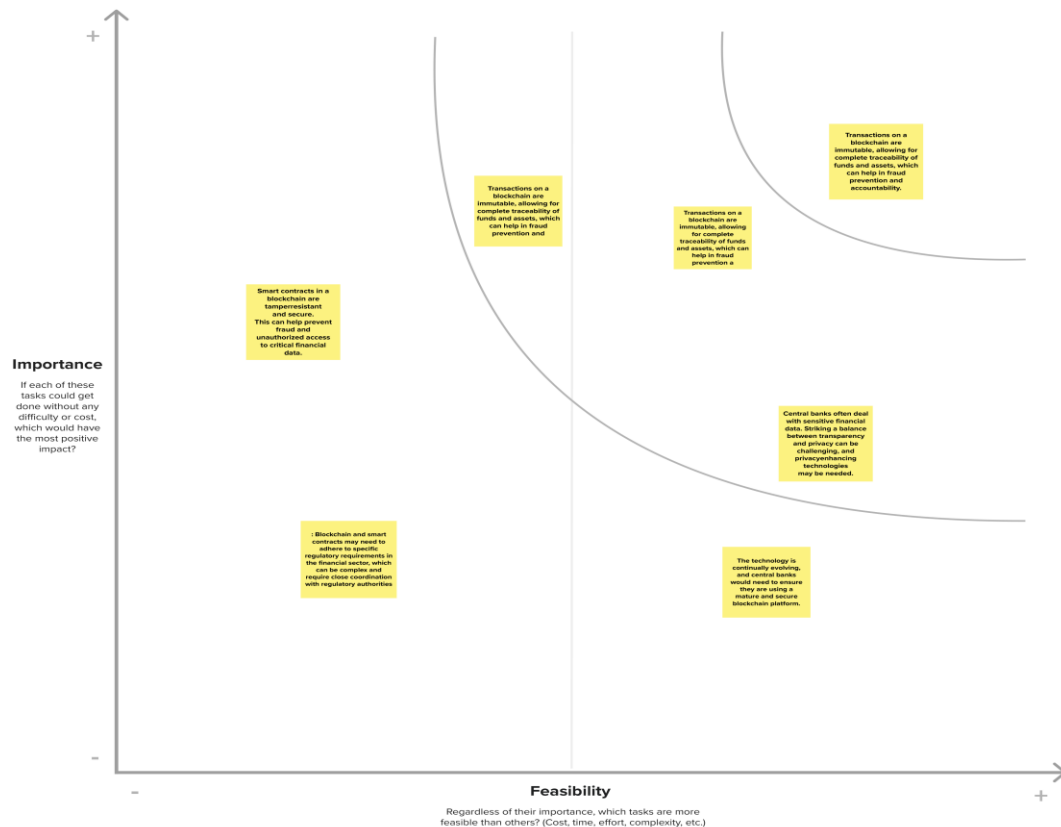 +
Transactions on a
blockchain are
immutable, allowing for
complete traceability of
funds and assets, which
can help in fraud
prevention and
accountability.
Transactions on a
blockchain are
immutable, allowing for
complete traceability of
funds and assets, which
can help in fraud
prevention and
Transactions on a
blockchain are
immutable, allowing
for complete
traceability of funds
and assets, which can
help in fraud
prevention a
Smart contracts in a
blockchain are
tamperresistant
and secure.
This can help prevent
fraud and
unauthorized access
to critical financial
data.
Importance
If each of these
tasks could get
done without any
difficulty or cost,
which would have
the most positive
impact?
Central banks often deal
with sensitive financial
data. Striking a balance
between transparency
and privacy can be
challenging, and
privacyenhancing
technologies
may be needed.
: Blockchain and smart
contracts may need to
adhere to specific
regulatory requirements in
the financial sector, which
can be complex and
require close coordination
with regulatory authorities
The technology is
continually evolving,
and central banks
would need to ensure
they are using a
mature and secure
blockchain platform.
-
-
Feasibility
+
Regardless of their importance, which tasks are more
feasible than others? (Cost, time, effort, complexity, etc.)